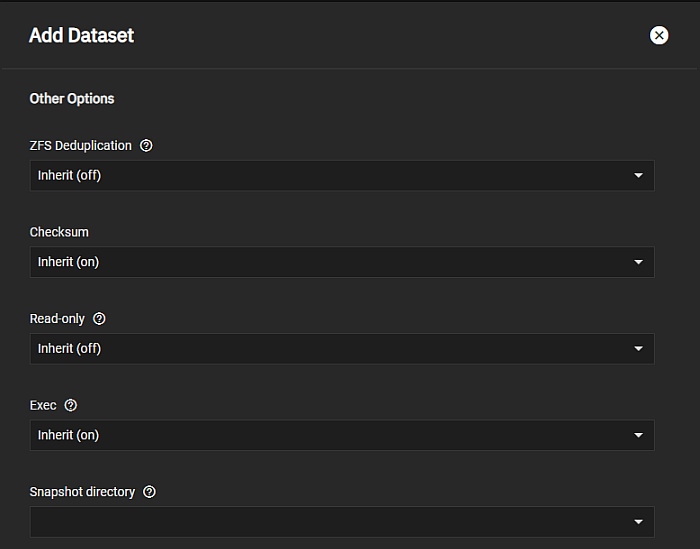 Add Dataset
Other Options
ZFS Deduplication
Inherit (off)
Checksum
Inherit (on)
Read-only
Inherit (off)
Exec
Inherit (on)
Snapshot directory